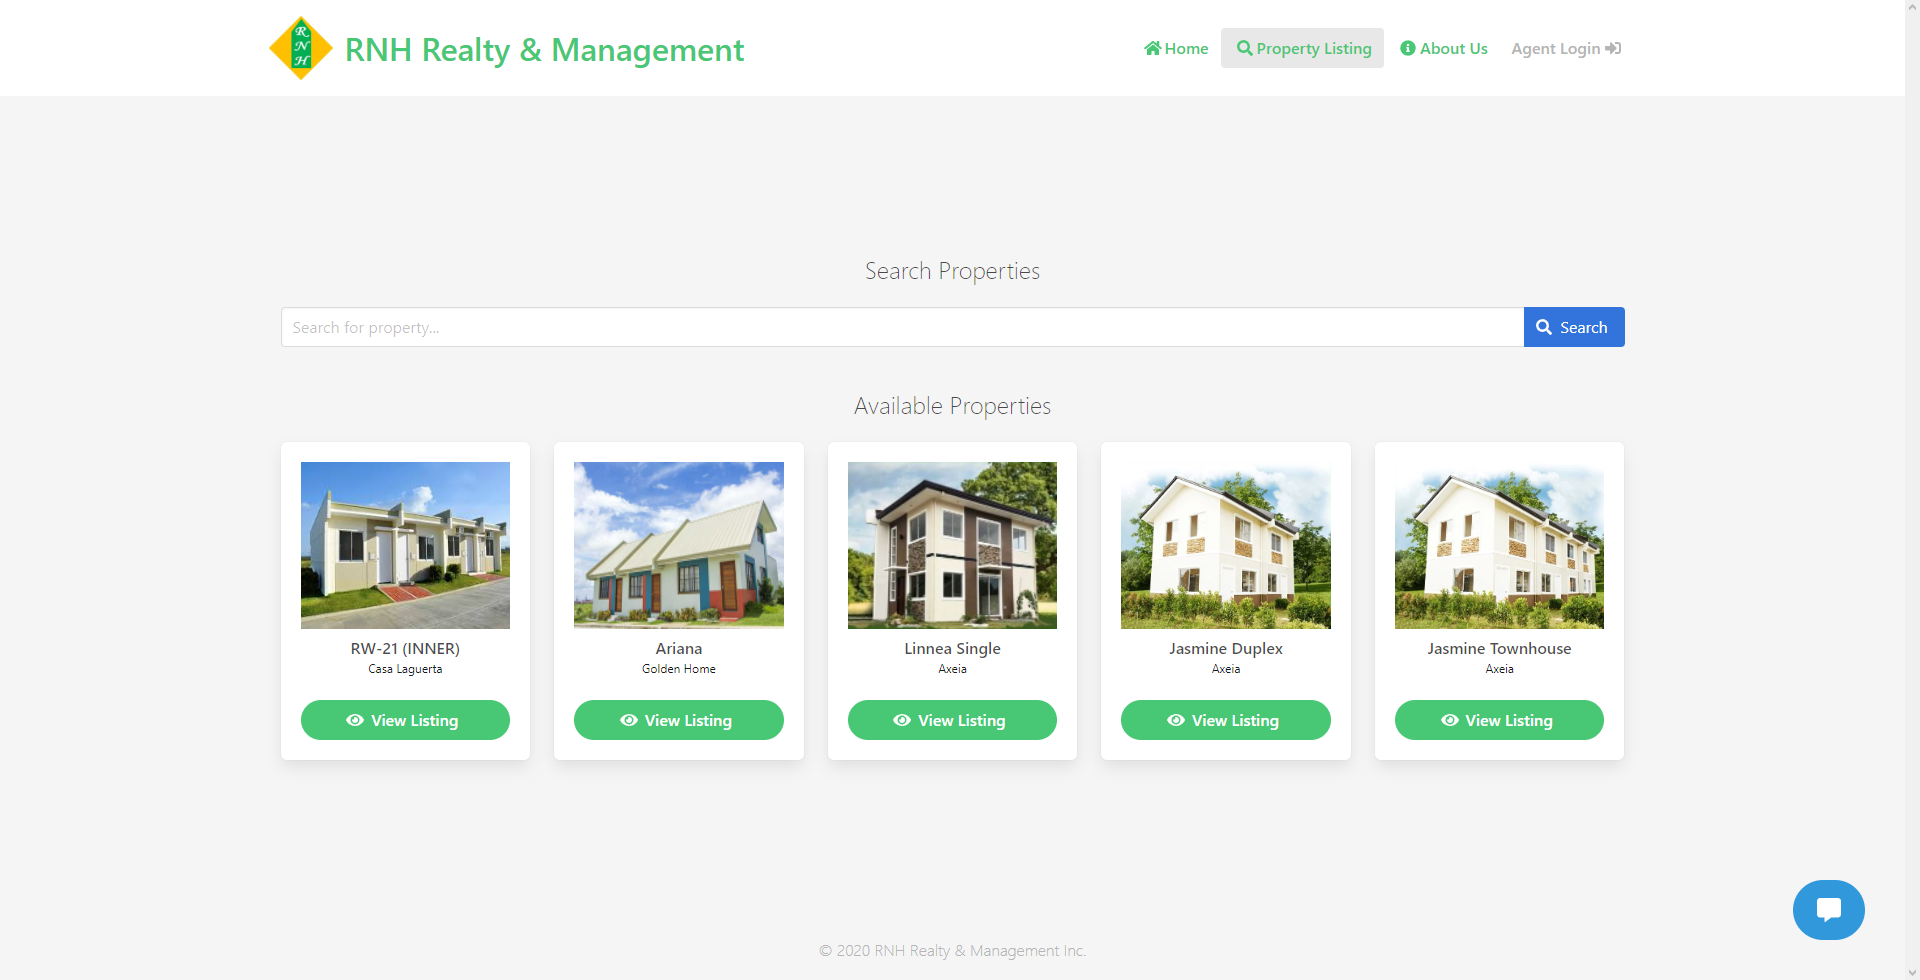 R
N
H
RNH Realty & Management
Home
Property Listing
About Us
Agent Login
Search Properties
Search for property...
Search
Available Properties
RW-21 (INNER)
Casa Laguerta
View Listing
Ariana
Golden Home
View Listing
Linnea Single
Axeia
View Listing
Jasmine Duplex
Axeia
View Listing
Jasmine Townhouse
Axeia
View Listing
© 2020 RNH Realty & Management Inc.